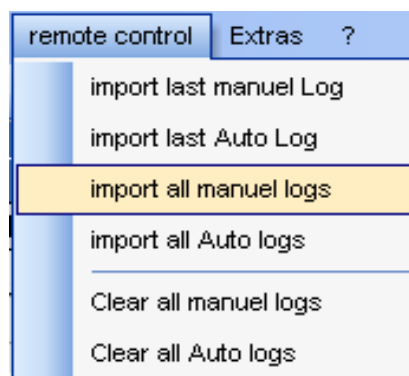 remote control Extras ?
import last manuel Log
import last Auto Log
import all manuel logs
import all Auto logs
Clear all manuel logs
Clear all Auto logs